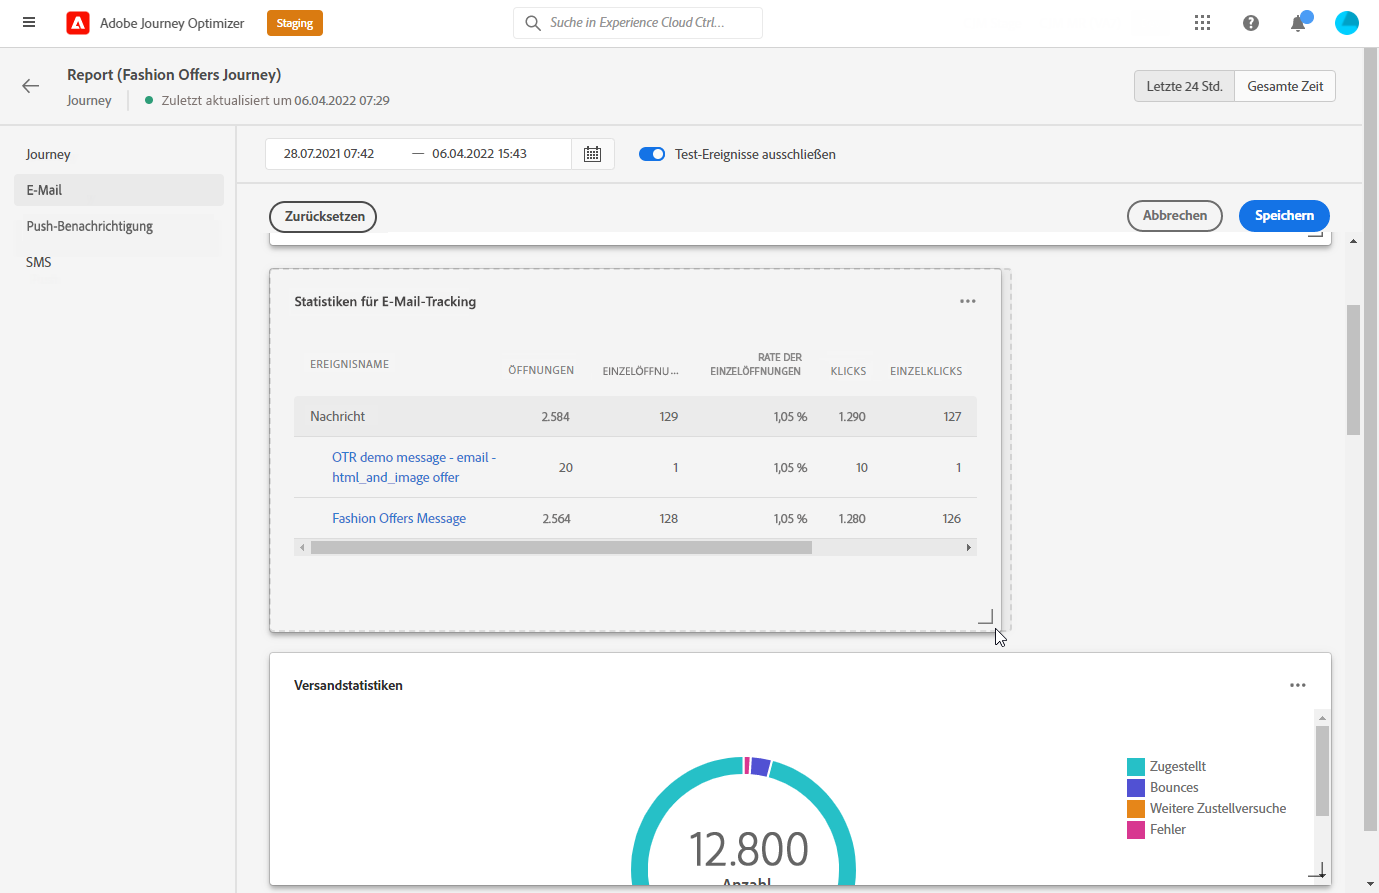 Adobe Journey Optimizer
Staging
Suche in Experience Cloud Ctrl...
Report (Fashion Offers Journey)
Journey
Zuletzt aktualisiert um 06.04.2022 07:29
Letzte 24 Std.
Gesamte Zeit
Journey
E-Mail
Push-Benachrichtigung
SMS
28.07.2021 07:42 — 06.04.2022 15:43
Test-Ereignisse ausschließen
Zurücksetzen
Abbrechen
Speichern
Statistiken für E-Mail-Tracking
EREIGNISNAME ÖFFNUNGEN EINZELÖFFNU... RATE DER
EINZELÖFFNUNGEN KLICKS EINZELKLICKS
Nachricht 2.584 129 1,05 % 1.290 127
OTR demo message - email -
html_and_image offer 20 1 1,05 % 10 1
Fashion Offers Message 2.564 128 1,05 % 1.280 126
Versandstatistiken
Zugestellt
Bounces
Weitere Zustellversuche
Fehler
12.800
Anzahl